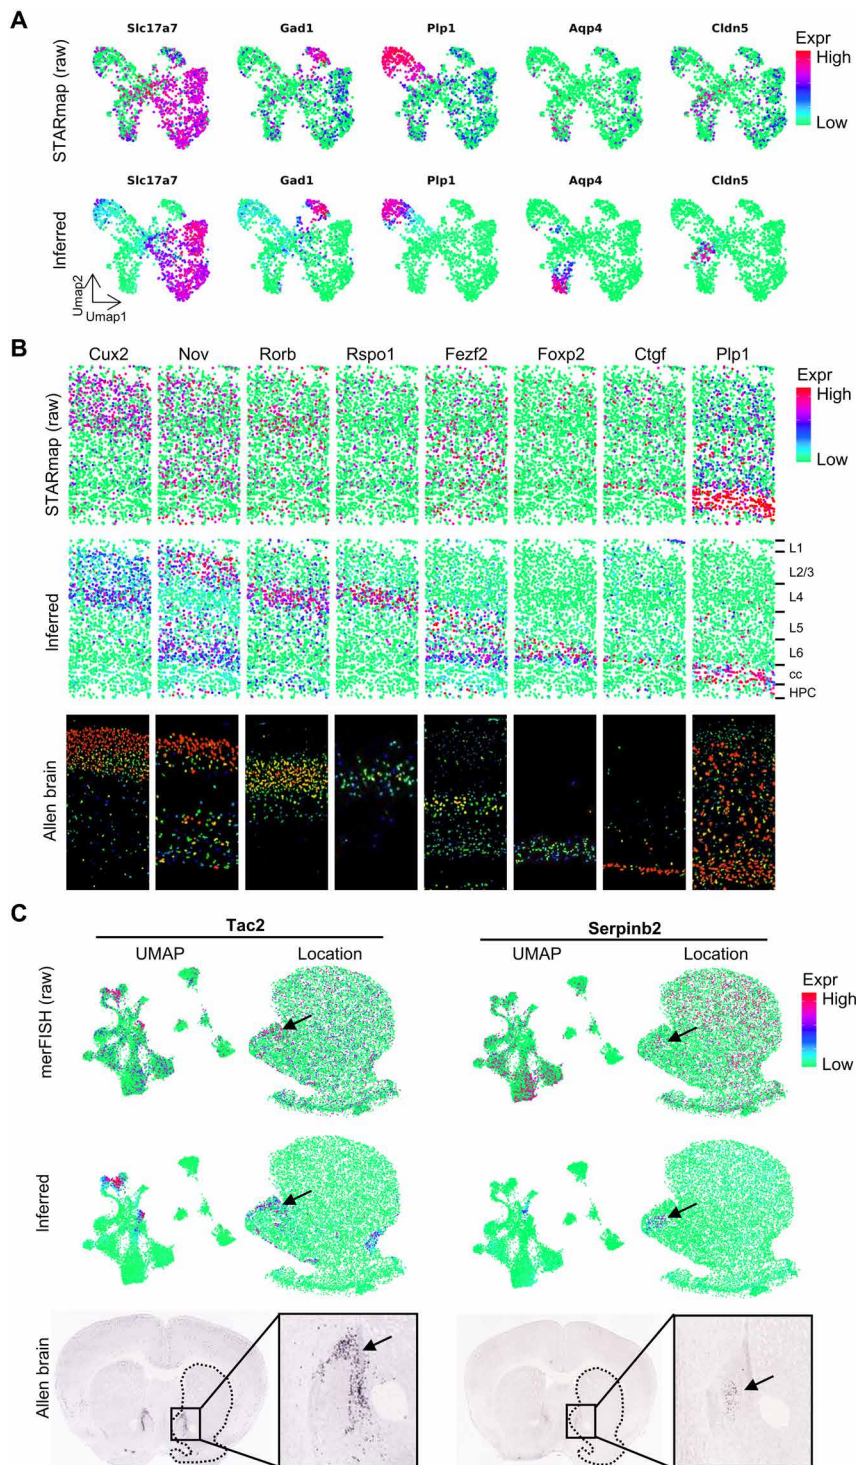 A
Slc17a7 Gad1 Plp1 Aqp4 Cldn5
Expr
High
Low
STARmap (raw)
Slc17a7 Gad1 Plp1 Aqp4 Cldn5
Inferred
Umap2
Umap1
B
Cux2 Nov Rorb Rspo1 Fezf2 Foxp2 Ctgf Plp1
Expr
High
Low
STARmap (raw)
Inferred
L1
L2/3
L4
L5
L6
cc
HPC
Allen brain
C
Tac2 Serpinb2
UMAP Location UMAP Location
Expr
High
Low
merFISH (raw)
Inferred
Allen brain